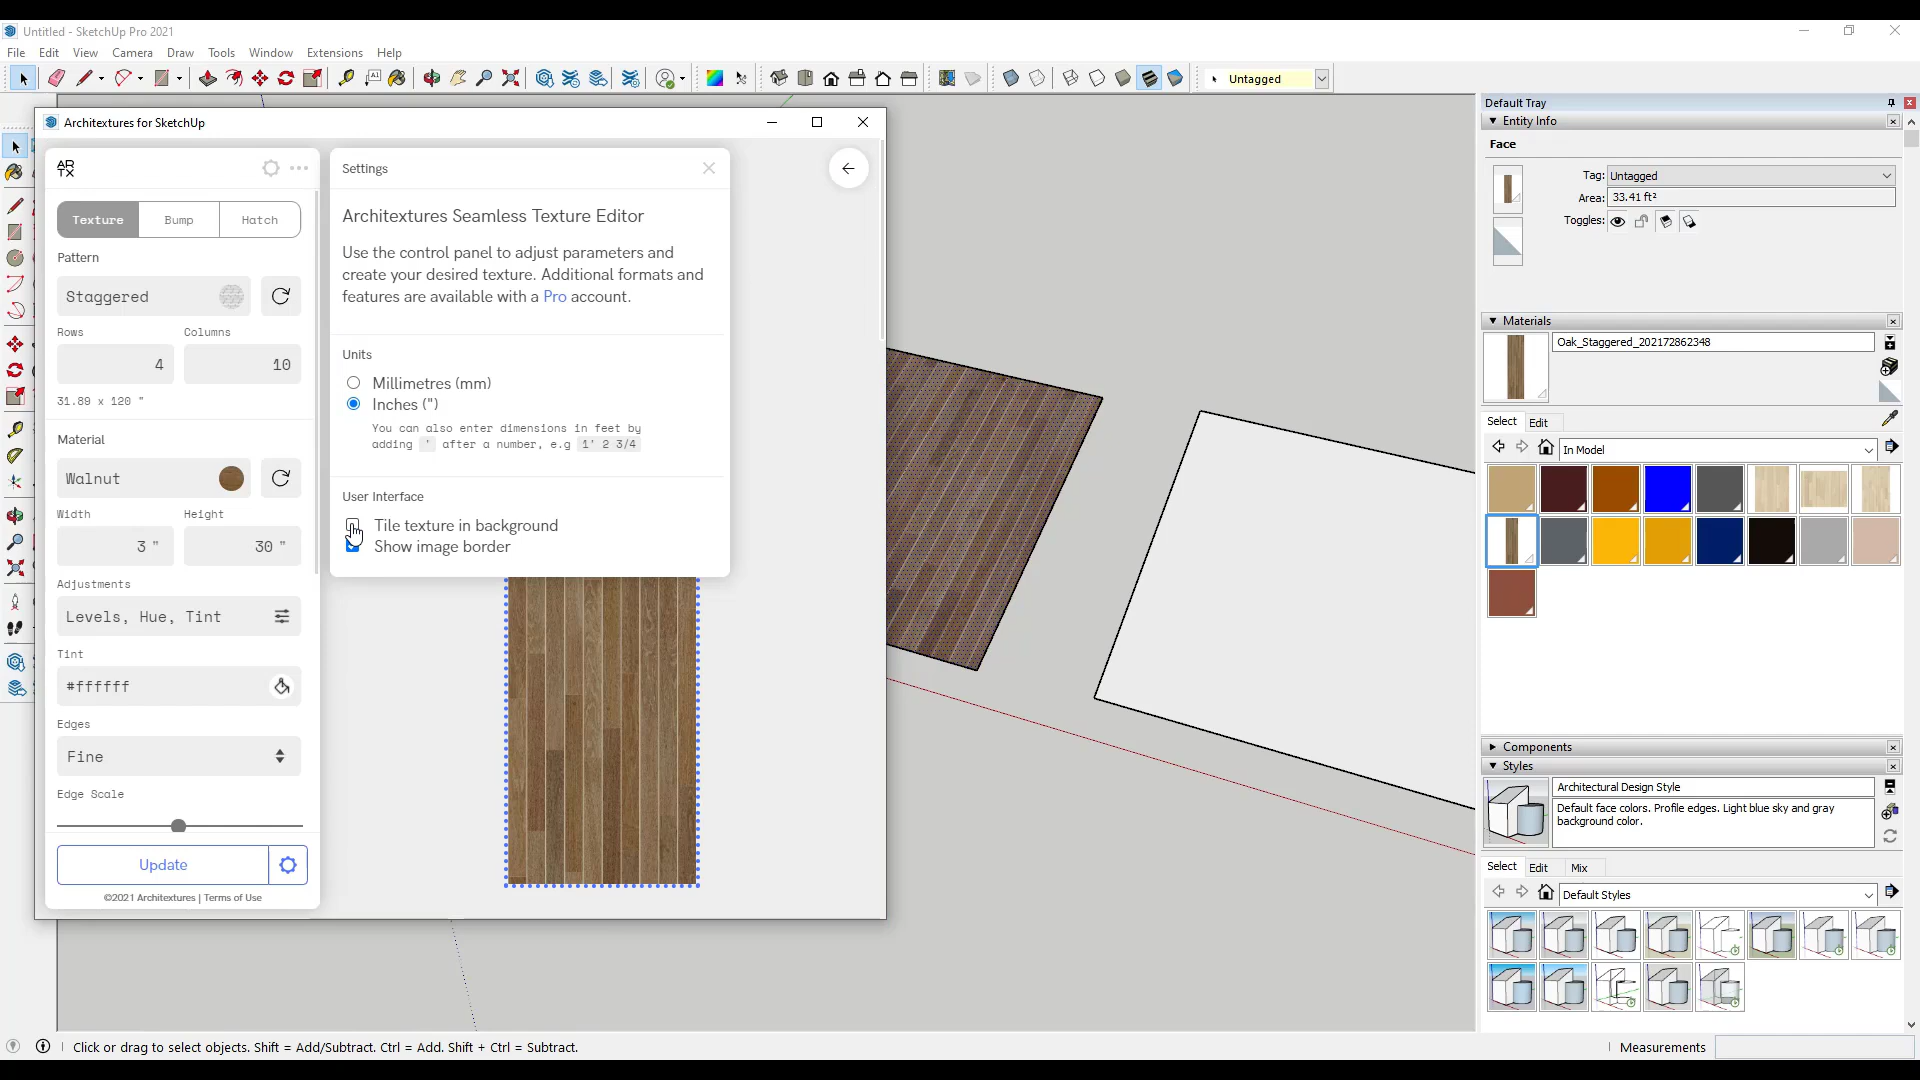 Untitled - SketchUp Pro 2021
File Edit View Camera Draw Tools Window Extensions Help
A1
Untagged
Architextures for SketchUp
AR
TX
Texture Bump Hatch
Pattern
Staggered
Rows Columns
4 10
31.89 x 120 "
Material
Walnut
Width Height
3 " 30 "
Adjustments
Levels, Hue, Tint
Tint
#ffffff
Edges
Fine
Edge Scale
Update
©2021 Architextures | Terms of Use
Settings
Architextures Seamless Texture Editor
Use the control panel to adjust parameters and
create your desired texture. Additional formats and
features are available with a Pro account.
Units
Millimetres (mm)
Inches (")
You can also enter dimensions in feet by
adding ' after a number, e.g 1' 2 3/4
User Interface
Tile texture in background
Show image border
Default Tray
Entity Info
Face
Tag: Untagged
Area: 33.41 ft²
Toggles:
Materials
Oak_Staggered_202172862348
Select Edit
In Model
Components
Styles
Architectural Design Style
Default face colors. Profile edges. Light blue sky and gray
background color.
Select Edit Mix
Default Styles
Click or drag to select objects. Shift = Add/Subtract. Ctrl = Add. Shift + Ctrl = Subtract.
Measurements